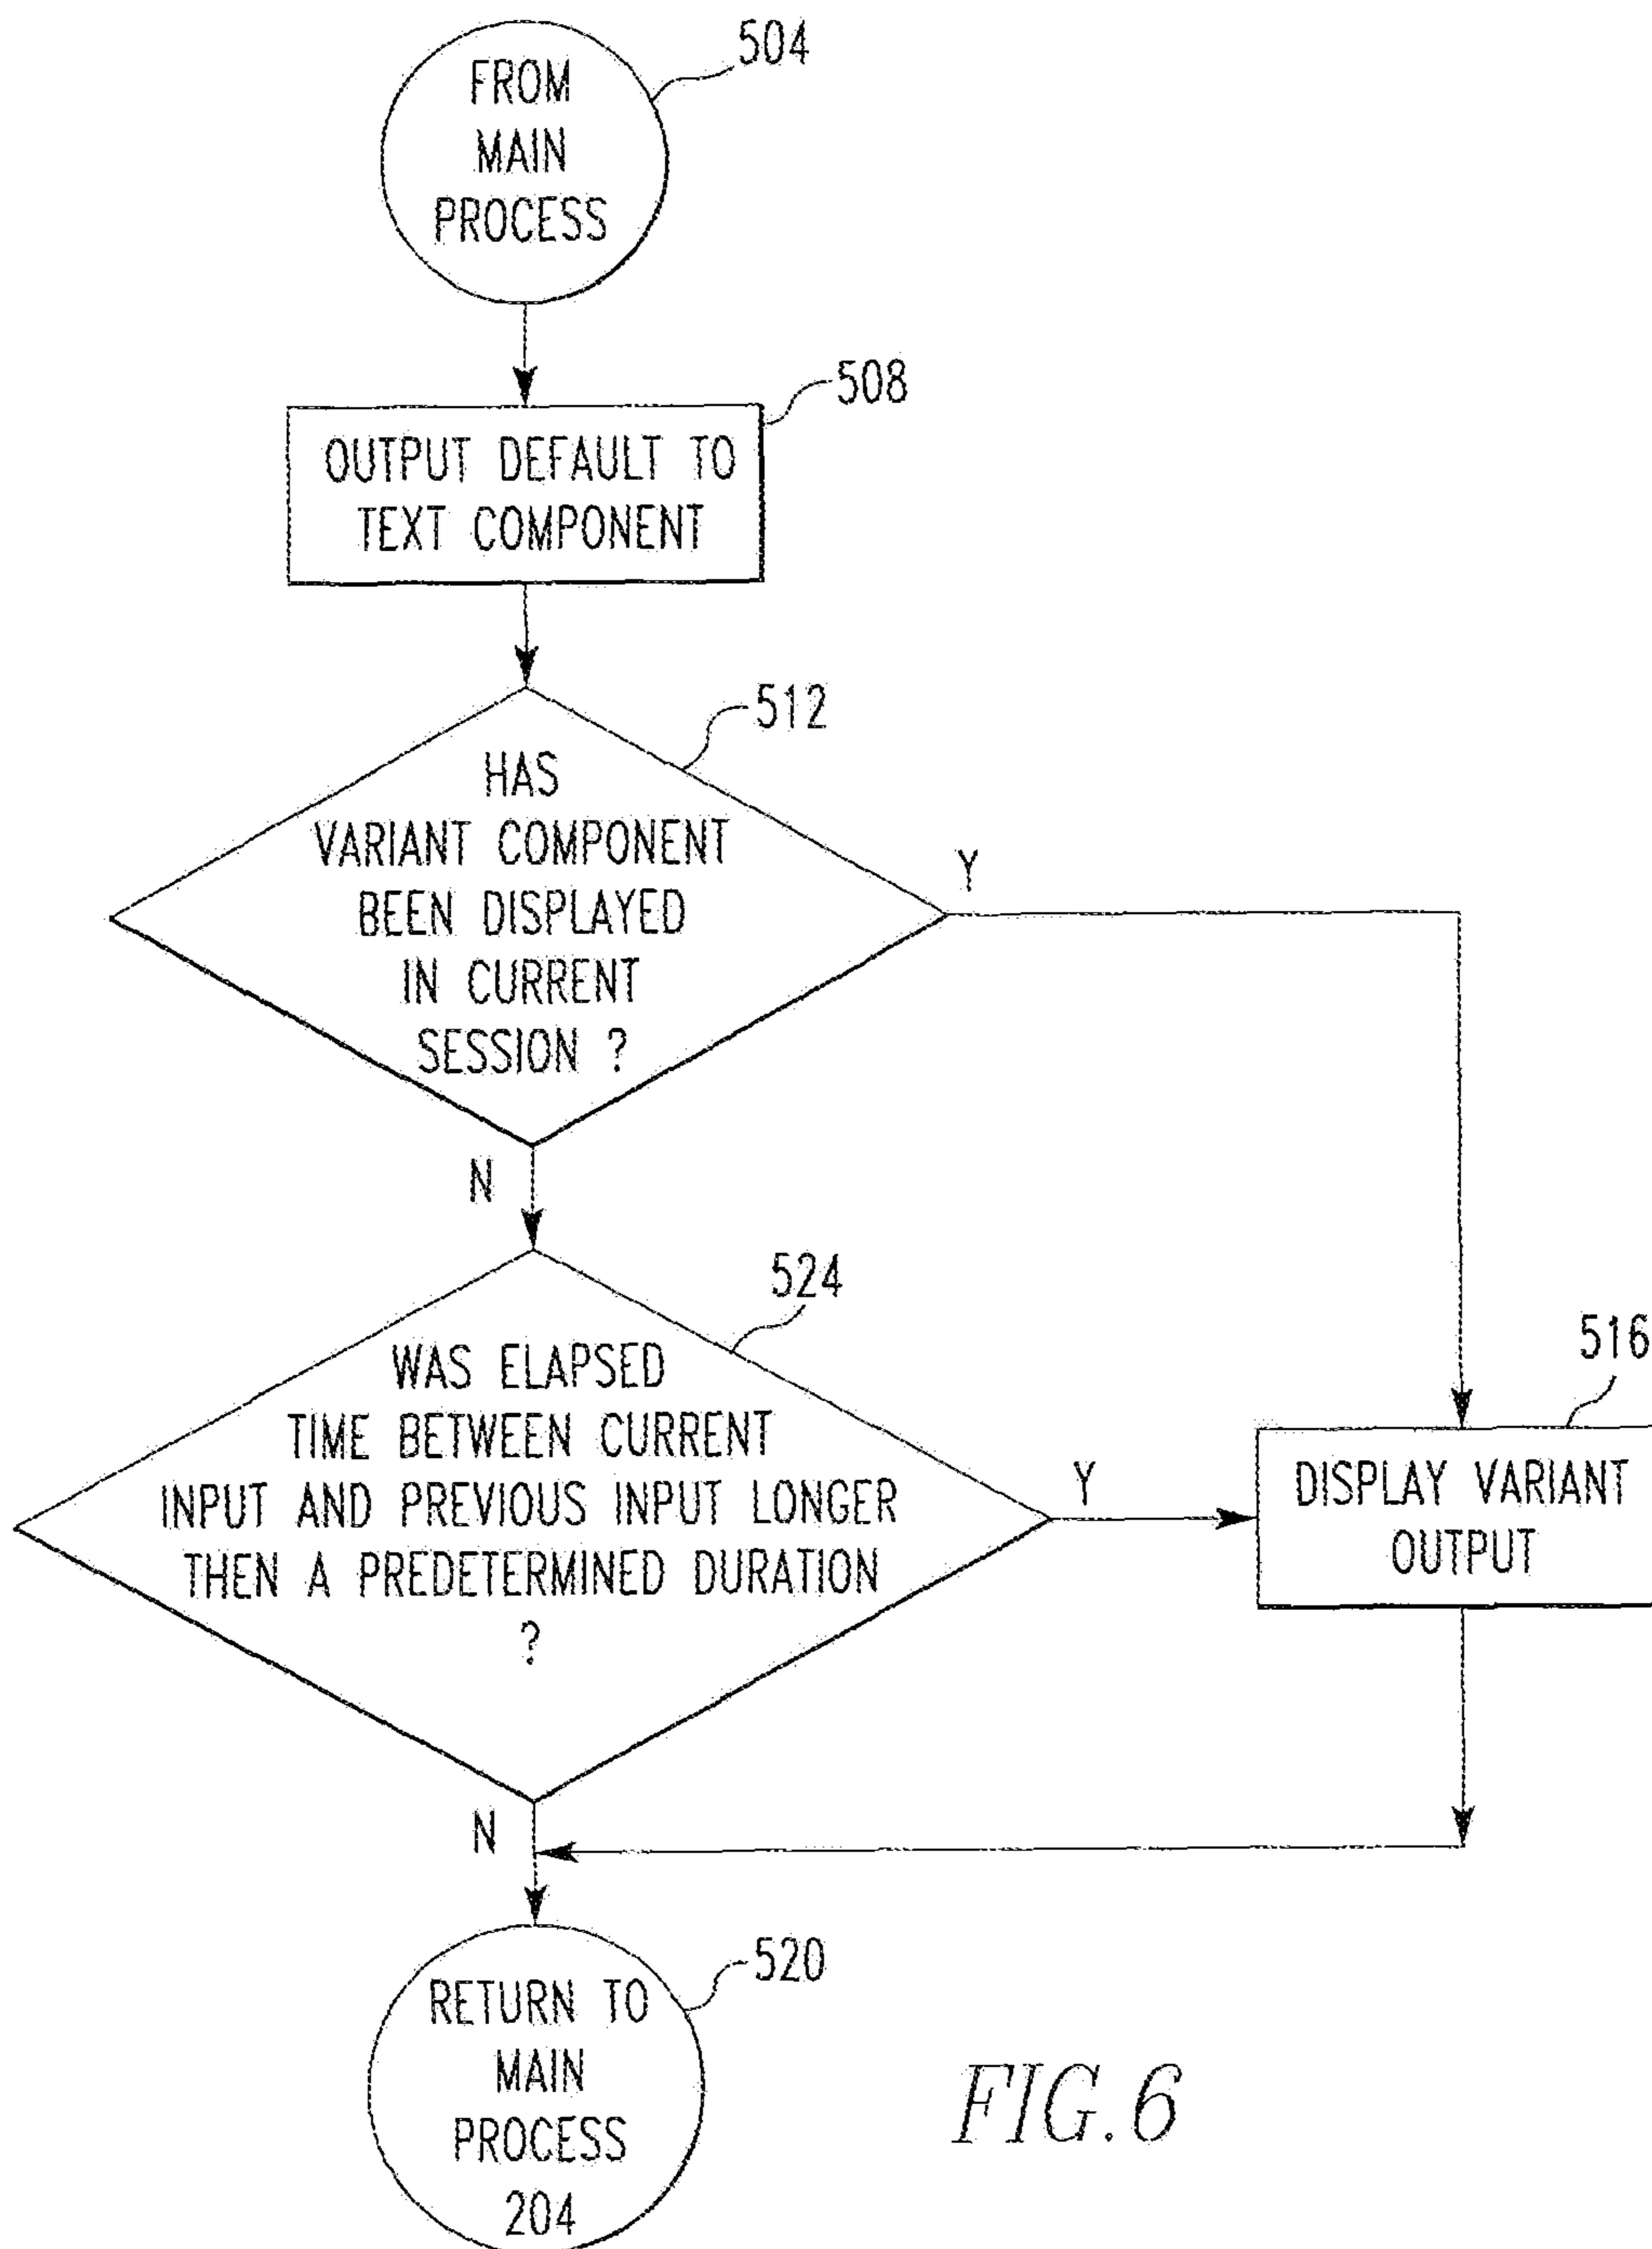 504
FROM
MAIN
PROCESS
508
OUTPUT DEFAULT TO
TEXT COMPONENT
512
HAS
VARIANT COMPONENT
BEEN DISPLAYED
IN CURRENT
SESSION ?
Y
N
524
WAS ELAPSED
TIME BETWEEN CURRENT
INPUT AND PREVIOUS INPUT LONGER
THEN A PREDETERMINED DURATION
?
Y
516
DISPLAY VARIANT
OUTPUT
N
520
RETURN TO
MAIN
PROCESS
204
FIG.6